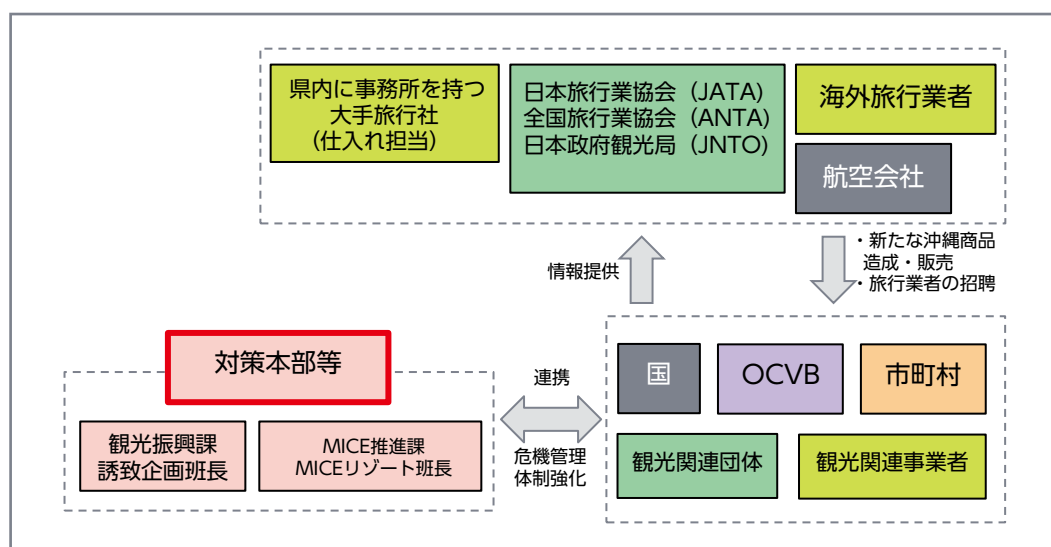 県内に事務所を持つ
大手旅行社
(仕入れ担当)
日本旅行業協会(JATA)
全国旅行業協会(ANTA)
日本政府観光局(JNTO)
海外旅行業者
航空会社
情報提供
・新たな沖縄商品
造成・販売
・旅行業者の招聘
対策本部等
観光振興課
誘致企画班長
MICE推進課
MICEリゾート班長
連携
危機管理
体制強化
国
OCVB
市町村
観光関連団体
観光関連事業者